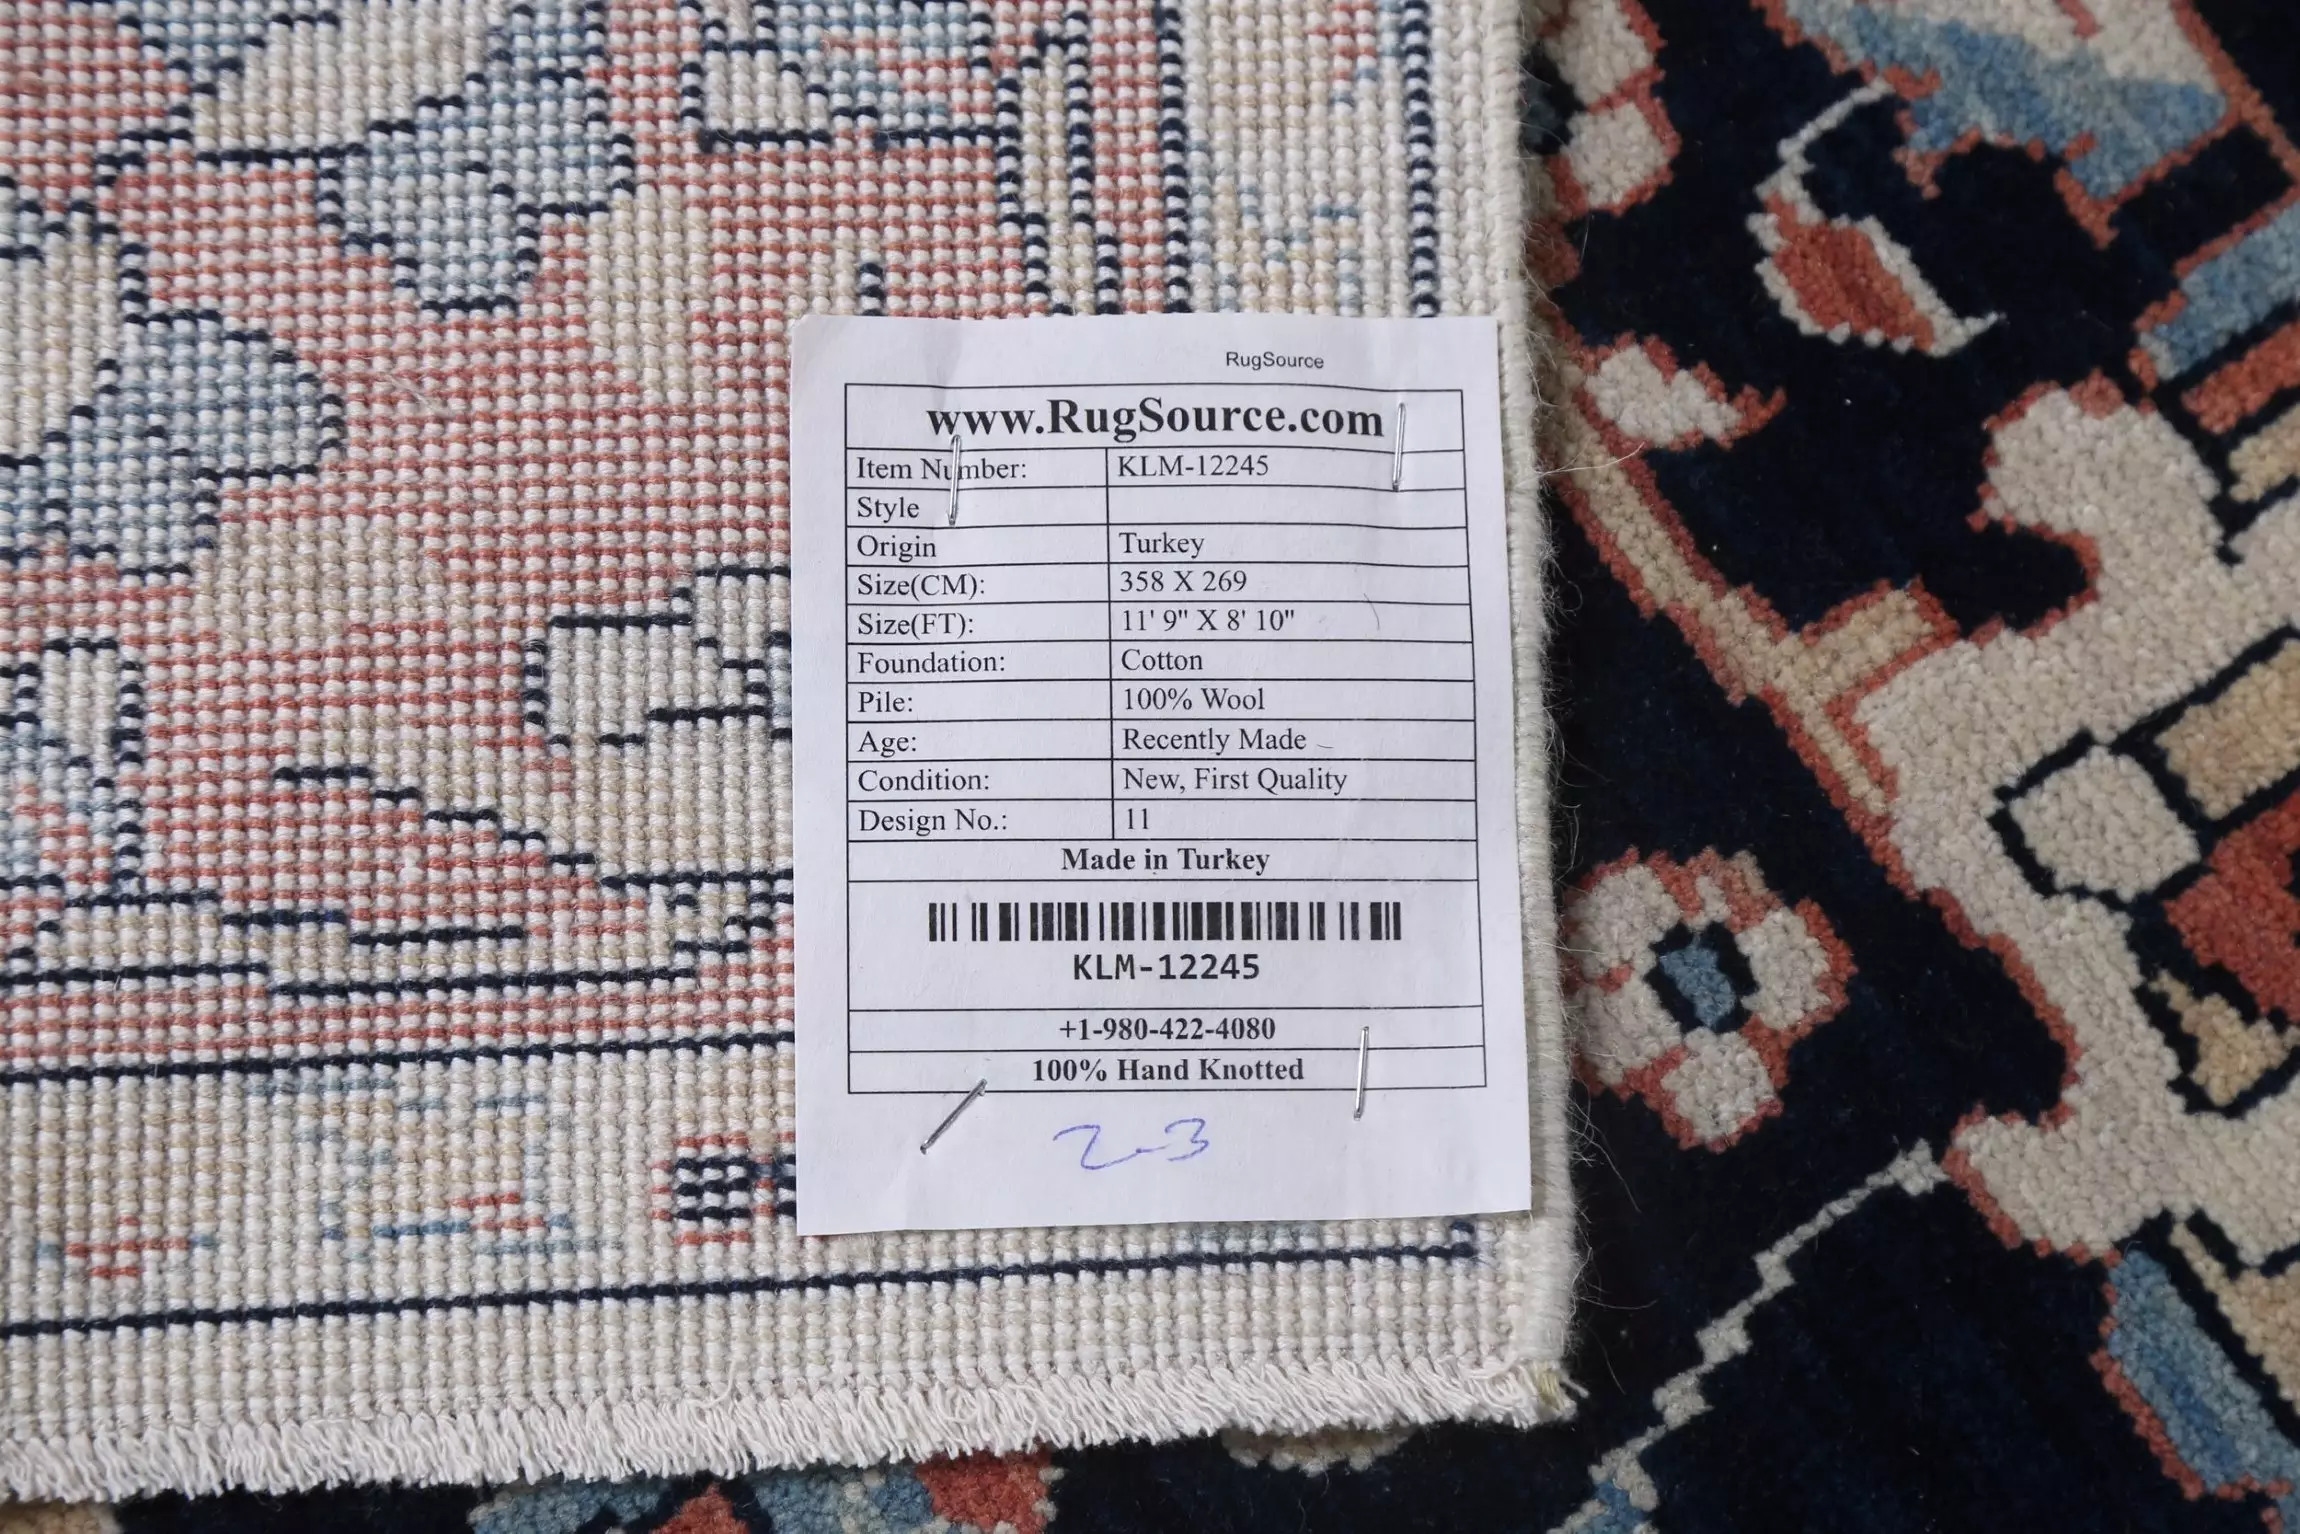 RugSource
www.RugSource.com
Item Number: KLM-12245
Style
Origin Turkey
Size(CM): 358 X 269
Size(FT): 11' 9" X 8' 10"
Foundation: Cotton
Pile: 100% Wool
Age: Recently Made
Condition: New, First Quality
Design No.: 11
Made in Turkey
KLM-12245
+1-980-422-4080
100% Hand Knotted
2-3